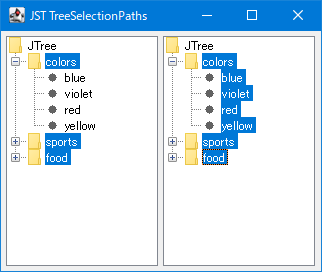 JST TreeSelectionPaths
JTree
colors
blue
violet
red
yellow
sports
food
JTree
colors
blue
violet
red
yellow
sports
food